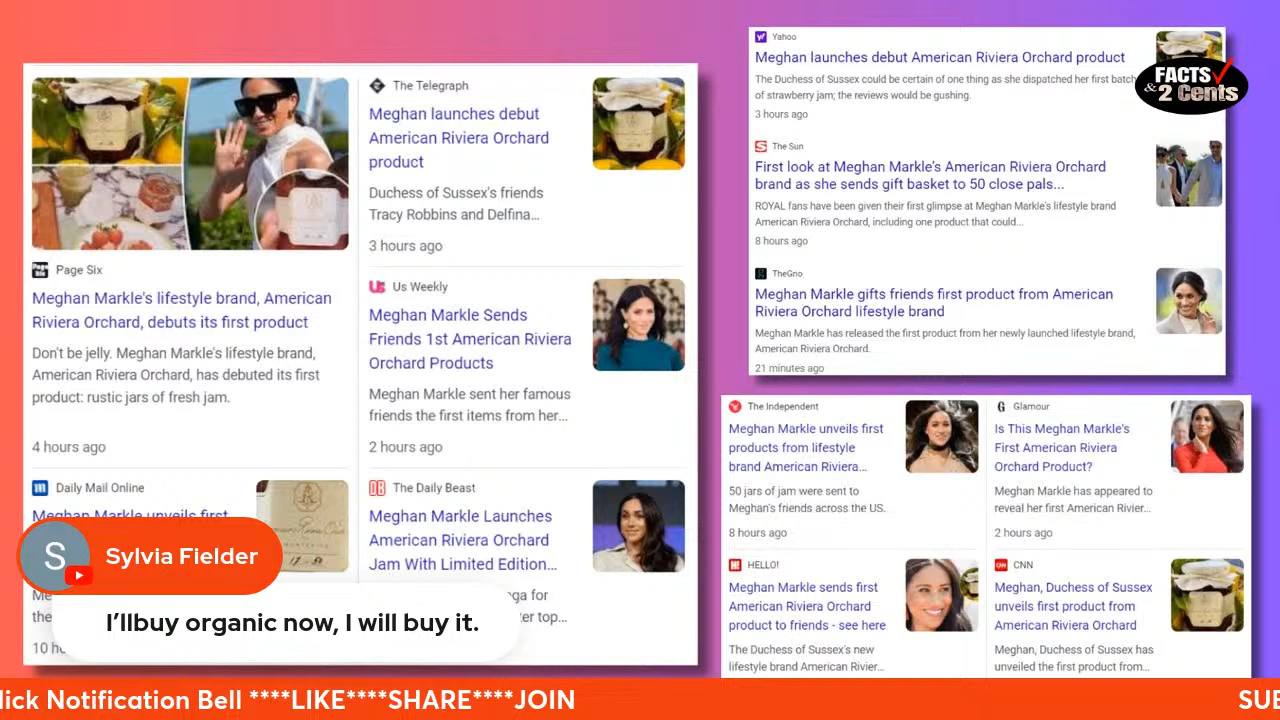 Page Six
Meghan Markle's lifestyle brand, American
Riviera Orchard, debuts its first product
Don't be jelly. Meghan Markle's lifestyle brand,
American Riviera Orchard, has debuted its first
product: rustic jars of fresh jam.
4 hours ago
Daily Mail Online
Meghan Markle unveils first
10 h
The Telegraph
Meghan launches debut
American Riviera Orchard
product
Duchess of Sussex's friends
Tracy Robbins and Delfina...
3 hours ago
Us Weekly
Meghan Markle Sends
Friends 1st American Riviera
Orchard Products
Meghan Markle sent her famous
friends the first items from her...
2 hours ago
The Daily Beast
Meghan Markle Launches
American Riviera Orchard
Jam With Limited Edition...
S
Sylvia Fielder
I'llbuy organic now, I will buy it.
Yahoo
Meghan launches debut American Riviera Orchard product
The Duchess of Sussex could be certain of one thing as she dispatched her first batch
of strawberry jam; the reviews would be gushing.
3 hours ago
FACTS
& 2 Cents
The Sun
First look at Meghan Markle's American Riviera Orchard
brand as she sends gift basket to 50 close pals...
ROYAL fans have been given their first glimpse at Meghan Markle's lifestyle brand
American Riviera Orchard, including one product that could...
8 hours ago
TheGno
Meghan Markle gifts friends first product from American
Riviera Orchard lifestyle brand
Meghan Markle has released the first product from her newly launched lifestyle brand,
American Riviera Orchard.
21 minutes ago
The Independent
Meghan Markle unveils first
products from lifestyle
brand American Riviera...
50 jars of jam were sent to
Meghan's friends across the US.
8 hours ago
HELLO!
Meghan Markle sends first
American Riviera Orchard
product to friends - see here
The Duchess of Sussex's new
lifestyle brand American Rivier...
Glamour
Is This Meghan Markle's
First American Riviera
Orchard Product?
Meghan Markle has appeared to
reveal her first American Rivier...
2 hours ago
CNN
Meghan, Duchess of Sussex
unveils first product from
American Riviera Orchard
Meghan, Duchess of Sussex has
unveiled the first product from...
lick Notification Bell ****LIKE****SHARE****JOIN
SUB